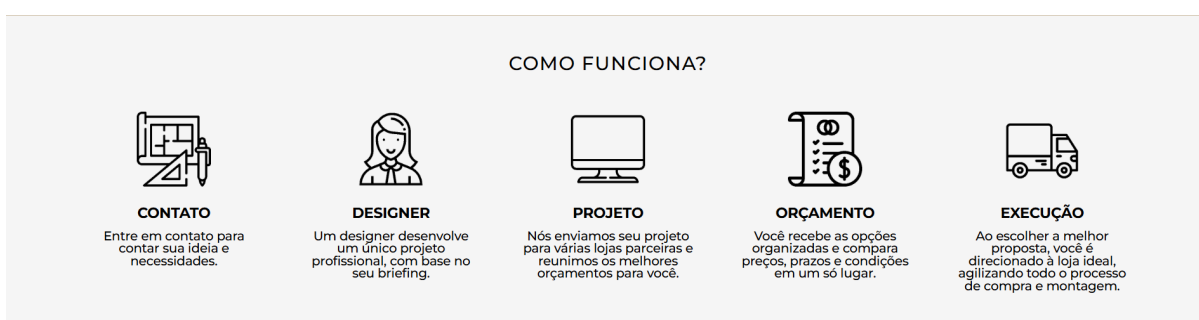 COMO FUNCIONA?
CONTATO
Entre em contato para
contar sua ideia e
necessidades.
DESIGNER
Um designer desenvolve
um único projeto
profissional, com base no
seu briefing.
PROJETO
Nós enviamos seu projeto
para várias lojas parceiras e
reunimos os melhores
orçamentos para você.
ORÇAMENTO
Você recebe as opções
organizadas e compara
preços, prazos e condições
em um só lugar.
EXECUÇÃO
Ao escolher a melhor
proposta, você é
direcionado à loja ideal,
agilizando todo o processo
de compra e montagem.